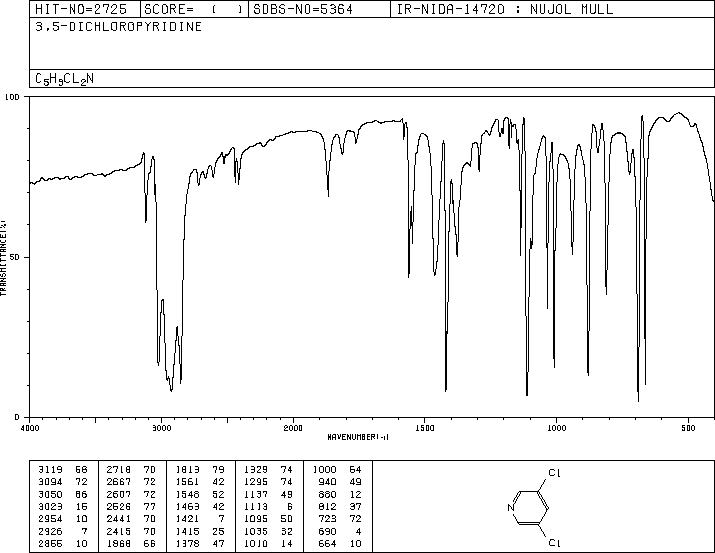 HIT-NO=2725 SCORE= ( ) SDBS-NO=5364 IR-NIDA-14720 : NUJOL MULL
3,5-DICHLOROPYRIDINE
C5H3CL2N
100
50
0
TRANSMITTANCE(%)
4000 3000 2000 1500 1000 500
WAVENUMBER(-1)
3119 58 2718 70 1813 79 1329 74 1000 64
3094 72 2667 72 1561 42 1295 74 940 49
3050 86 2607 72 1548 52 1137 49 880 12
3023 15 2526 77 1463 42 1113 6 812 37
2954 10 2441 70 1421 7 1095 50 723 72
2926 7 2415 70 1415 25 1035 32 690 4
2855 10 1868 66 1378 47 1010 14 664 10
Cl
N
Cl